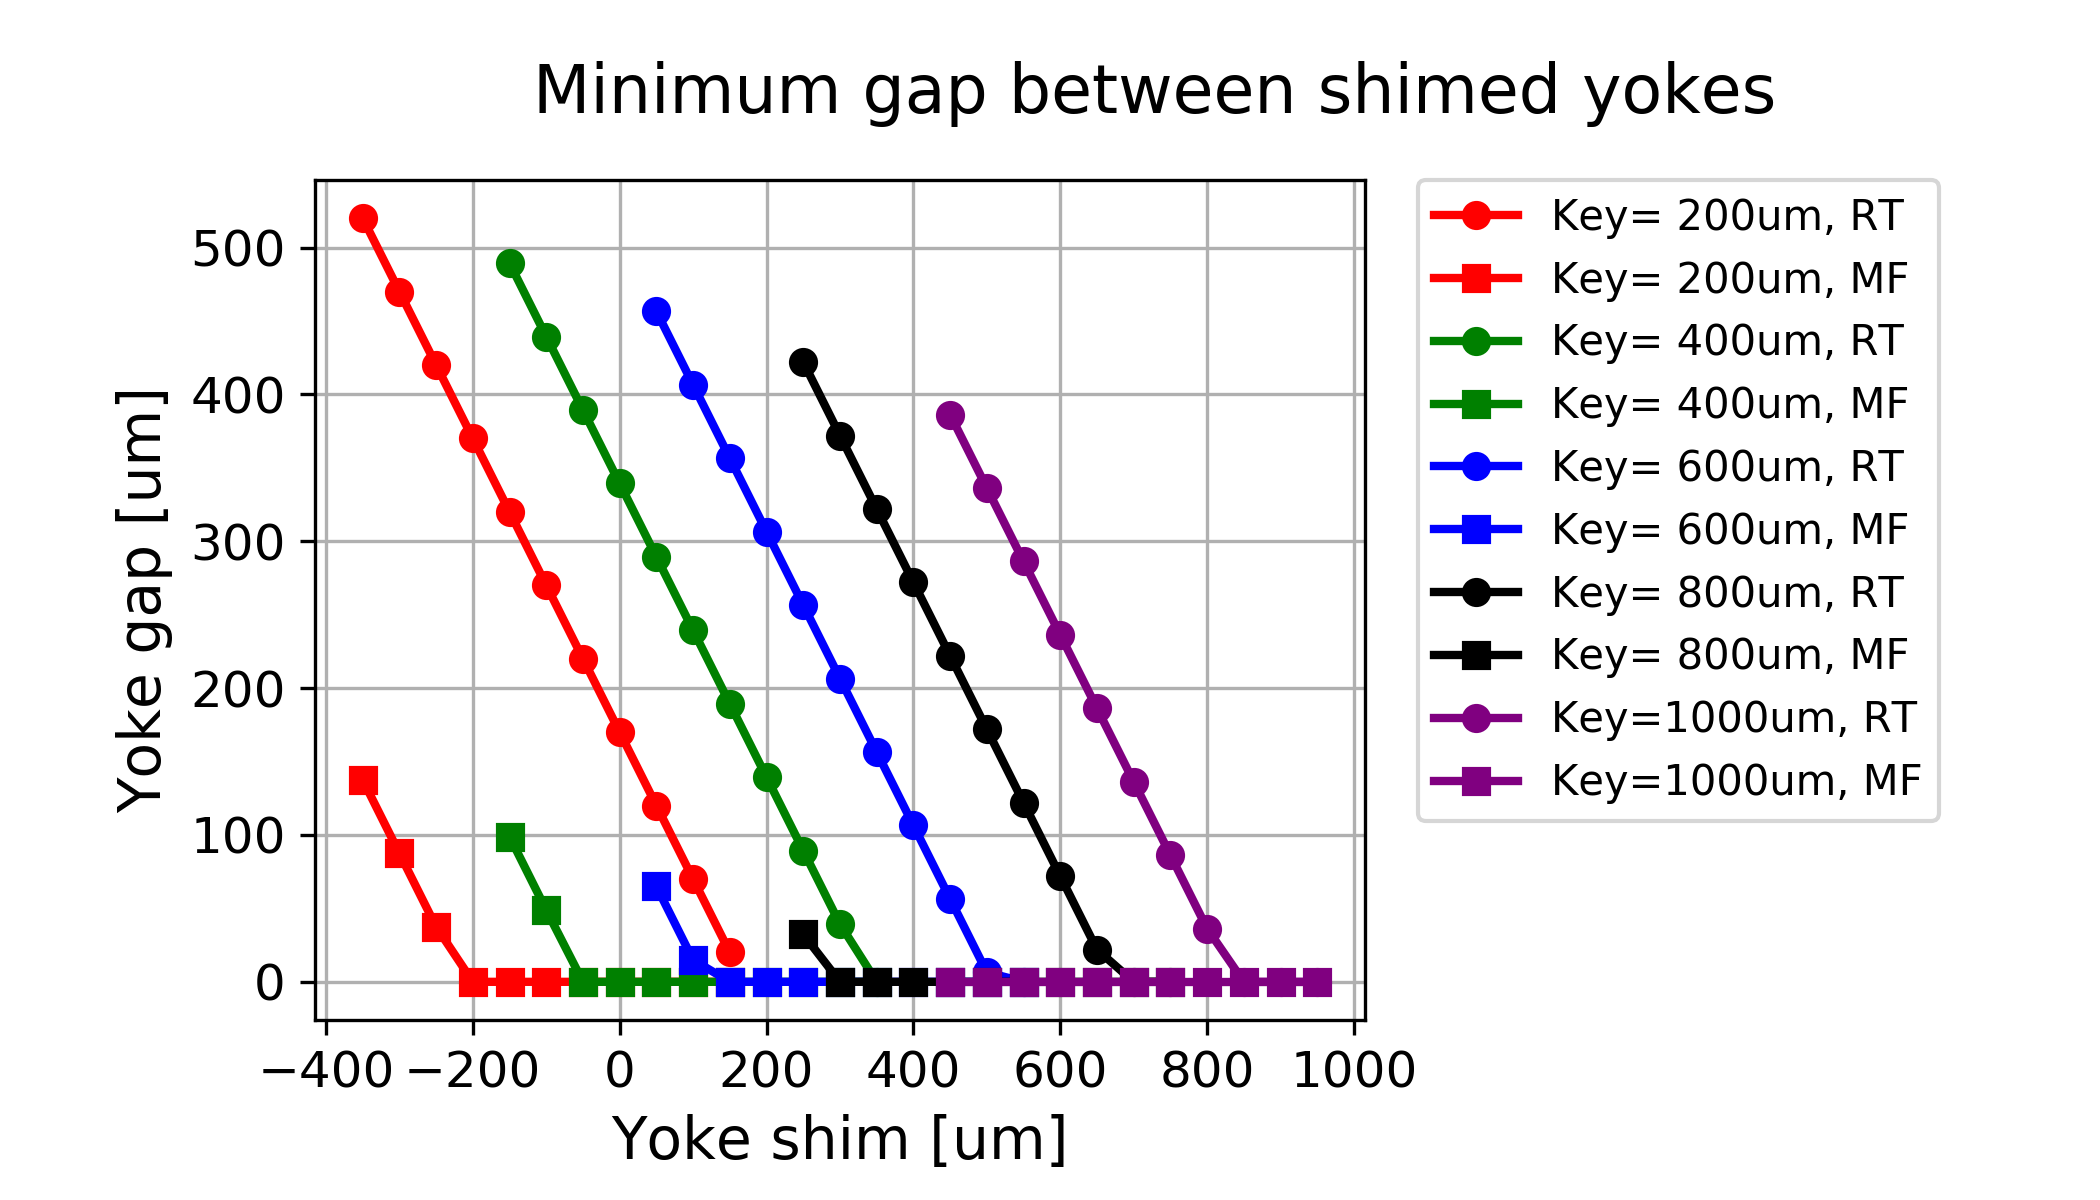 Minimum gap between shimed yokes
Yoke gap [um]
500
400
300
200
100
0
−400 −200 0 200 400 600 800 1000
Yoke shim [um]
Key= 200um, RT
Key= 200um, MF
Key= 400um, RT
Key= 400um, MF
Key= 600um, RT
Key= 600um, MF
Key= 800um, RT
Key= 800um, MF
Key=1000um, RT
Key=1000um, MF